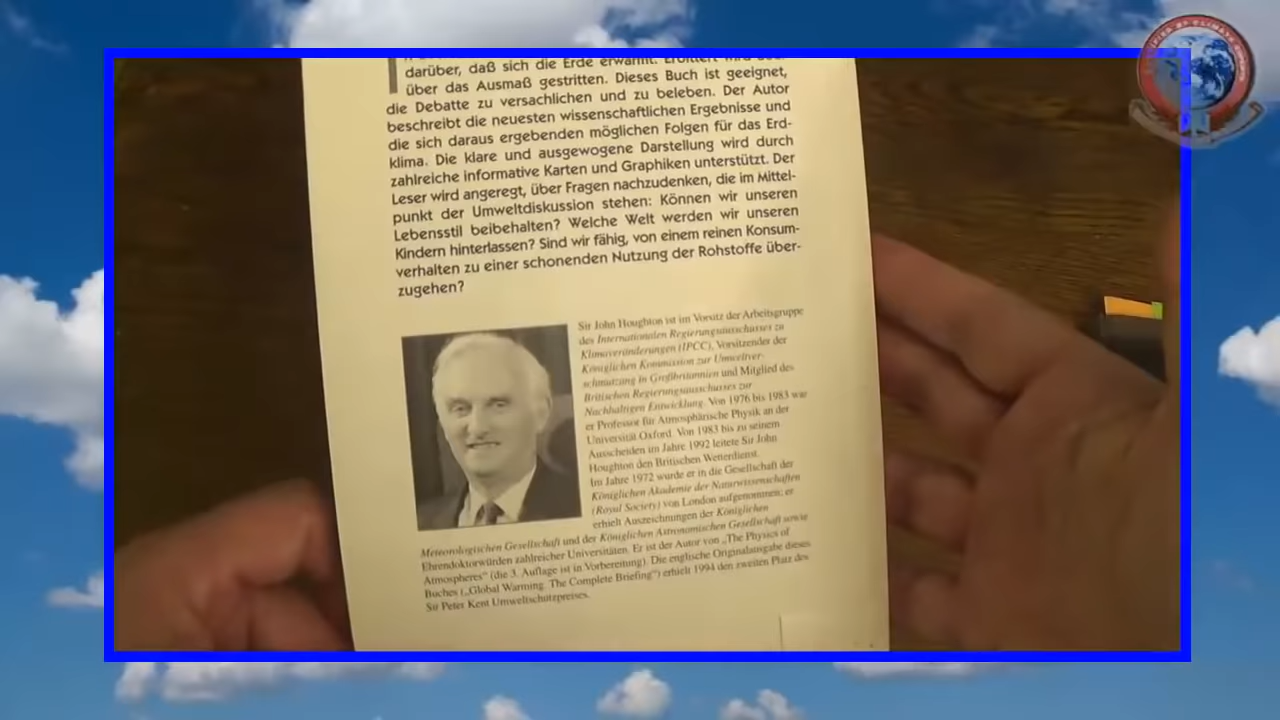 darüber, daß sich die Erde erwärmt. Erbittert wird
über das Ausmaß gestritten. Dieses Buch ist geeignet,
die Debatte zu versachlichen und zu beleben. Der Autor
beschreibt die neuesten wissenschaftlichen Ergebnisse und
die sich daraus ergebenden möglichen Folgen für das Erd-
klima. Die klare und ausgewogene Darstellung wird durch
zahlreiche informative Karten und Graphiken unterstützt. Der
Leser wird angeregt, über Fragen nachzudenken, die im Mittel-
punkt der Umweltdiskussion stehen: Können wir unseren
Lebensstil beibehalten? Welche Welt werden wir unseren
Kindern hinterlassen? Sind wir fähig, von einem reinen Konsum-
verhalten zu einer schonenden Nutzung der Rohstoffe über-
zugehen?
Sir John Houghton ist im Vorsitz der Arbeitsgruppe
des Internationalen Regierungsausschusses zu
Klimaveränderungen (IPCC), Vorsitzender der
Königlichen Kommission zur Umweltver-
schmutzung in Großbritannien und Mitglied des
Britischen Regierungsausschusses zur
Nachhaltigen Entwicklung. Von 1976 bis 1983 war
er Professor für Atmosphärische Physik an der
Universität Oxford. Von 1983 bis zu seinem
Ausscheiden im Jahre 1992 leitete Sir John
Houghton den Britischen Wetterdienst.
Im Jahre 1972 wurde er in die Gesellschaft der
Königlichen Akademie der Naturwissenschaften
(Royal Society) von London aufgenommen; er
erhielt Auszeichnungen der Königlichen
Meteorologischen Gesellschaft und der Königlichen Astronomischen Gesellschaft sowie
Ehrendoktorwürden zahlreicher Universitäten. Er ist der Autor von „The Physics of
Atmospheres“ (die 3. Auflage ist in Vorbereitung). Die englische Originalausgabe dieses
Buches („Global Warming. The Complete Briefing“) erhielt 1994 den zweiten Platz des
Sir Peter Kent Umweltschutzpreises.